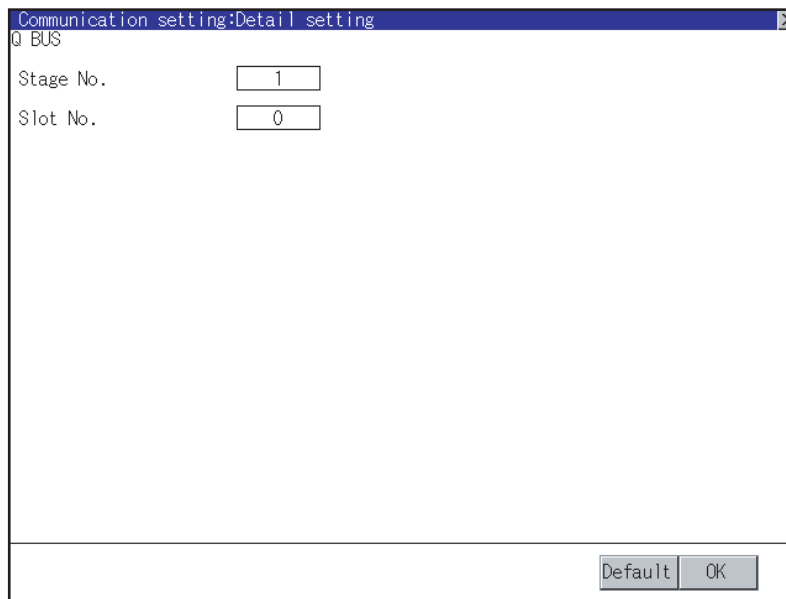 Communication setting:Detail setting
Q BUS
Stage No. 1
Slot No. 0
Default OK